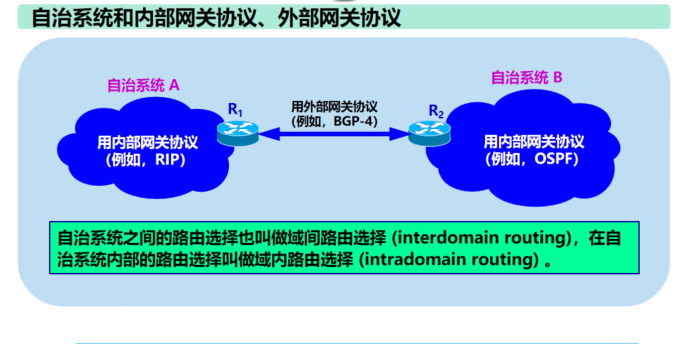 自治系统和内部网关协议、外部网关协议
自治系统 A
自治系统 B
R1
用外部网关协议
（例如，BGP-4）
R2
用内部网关协议
（例如，RIP）
用内部网关协议
（例如，OSPF）
自治系统之间的路由选择也叫做域间路由选择 (interdomain routing)，在自
治系统内部的路由选择叫做域内路由选择 (intradomain routing) 。